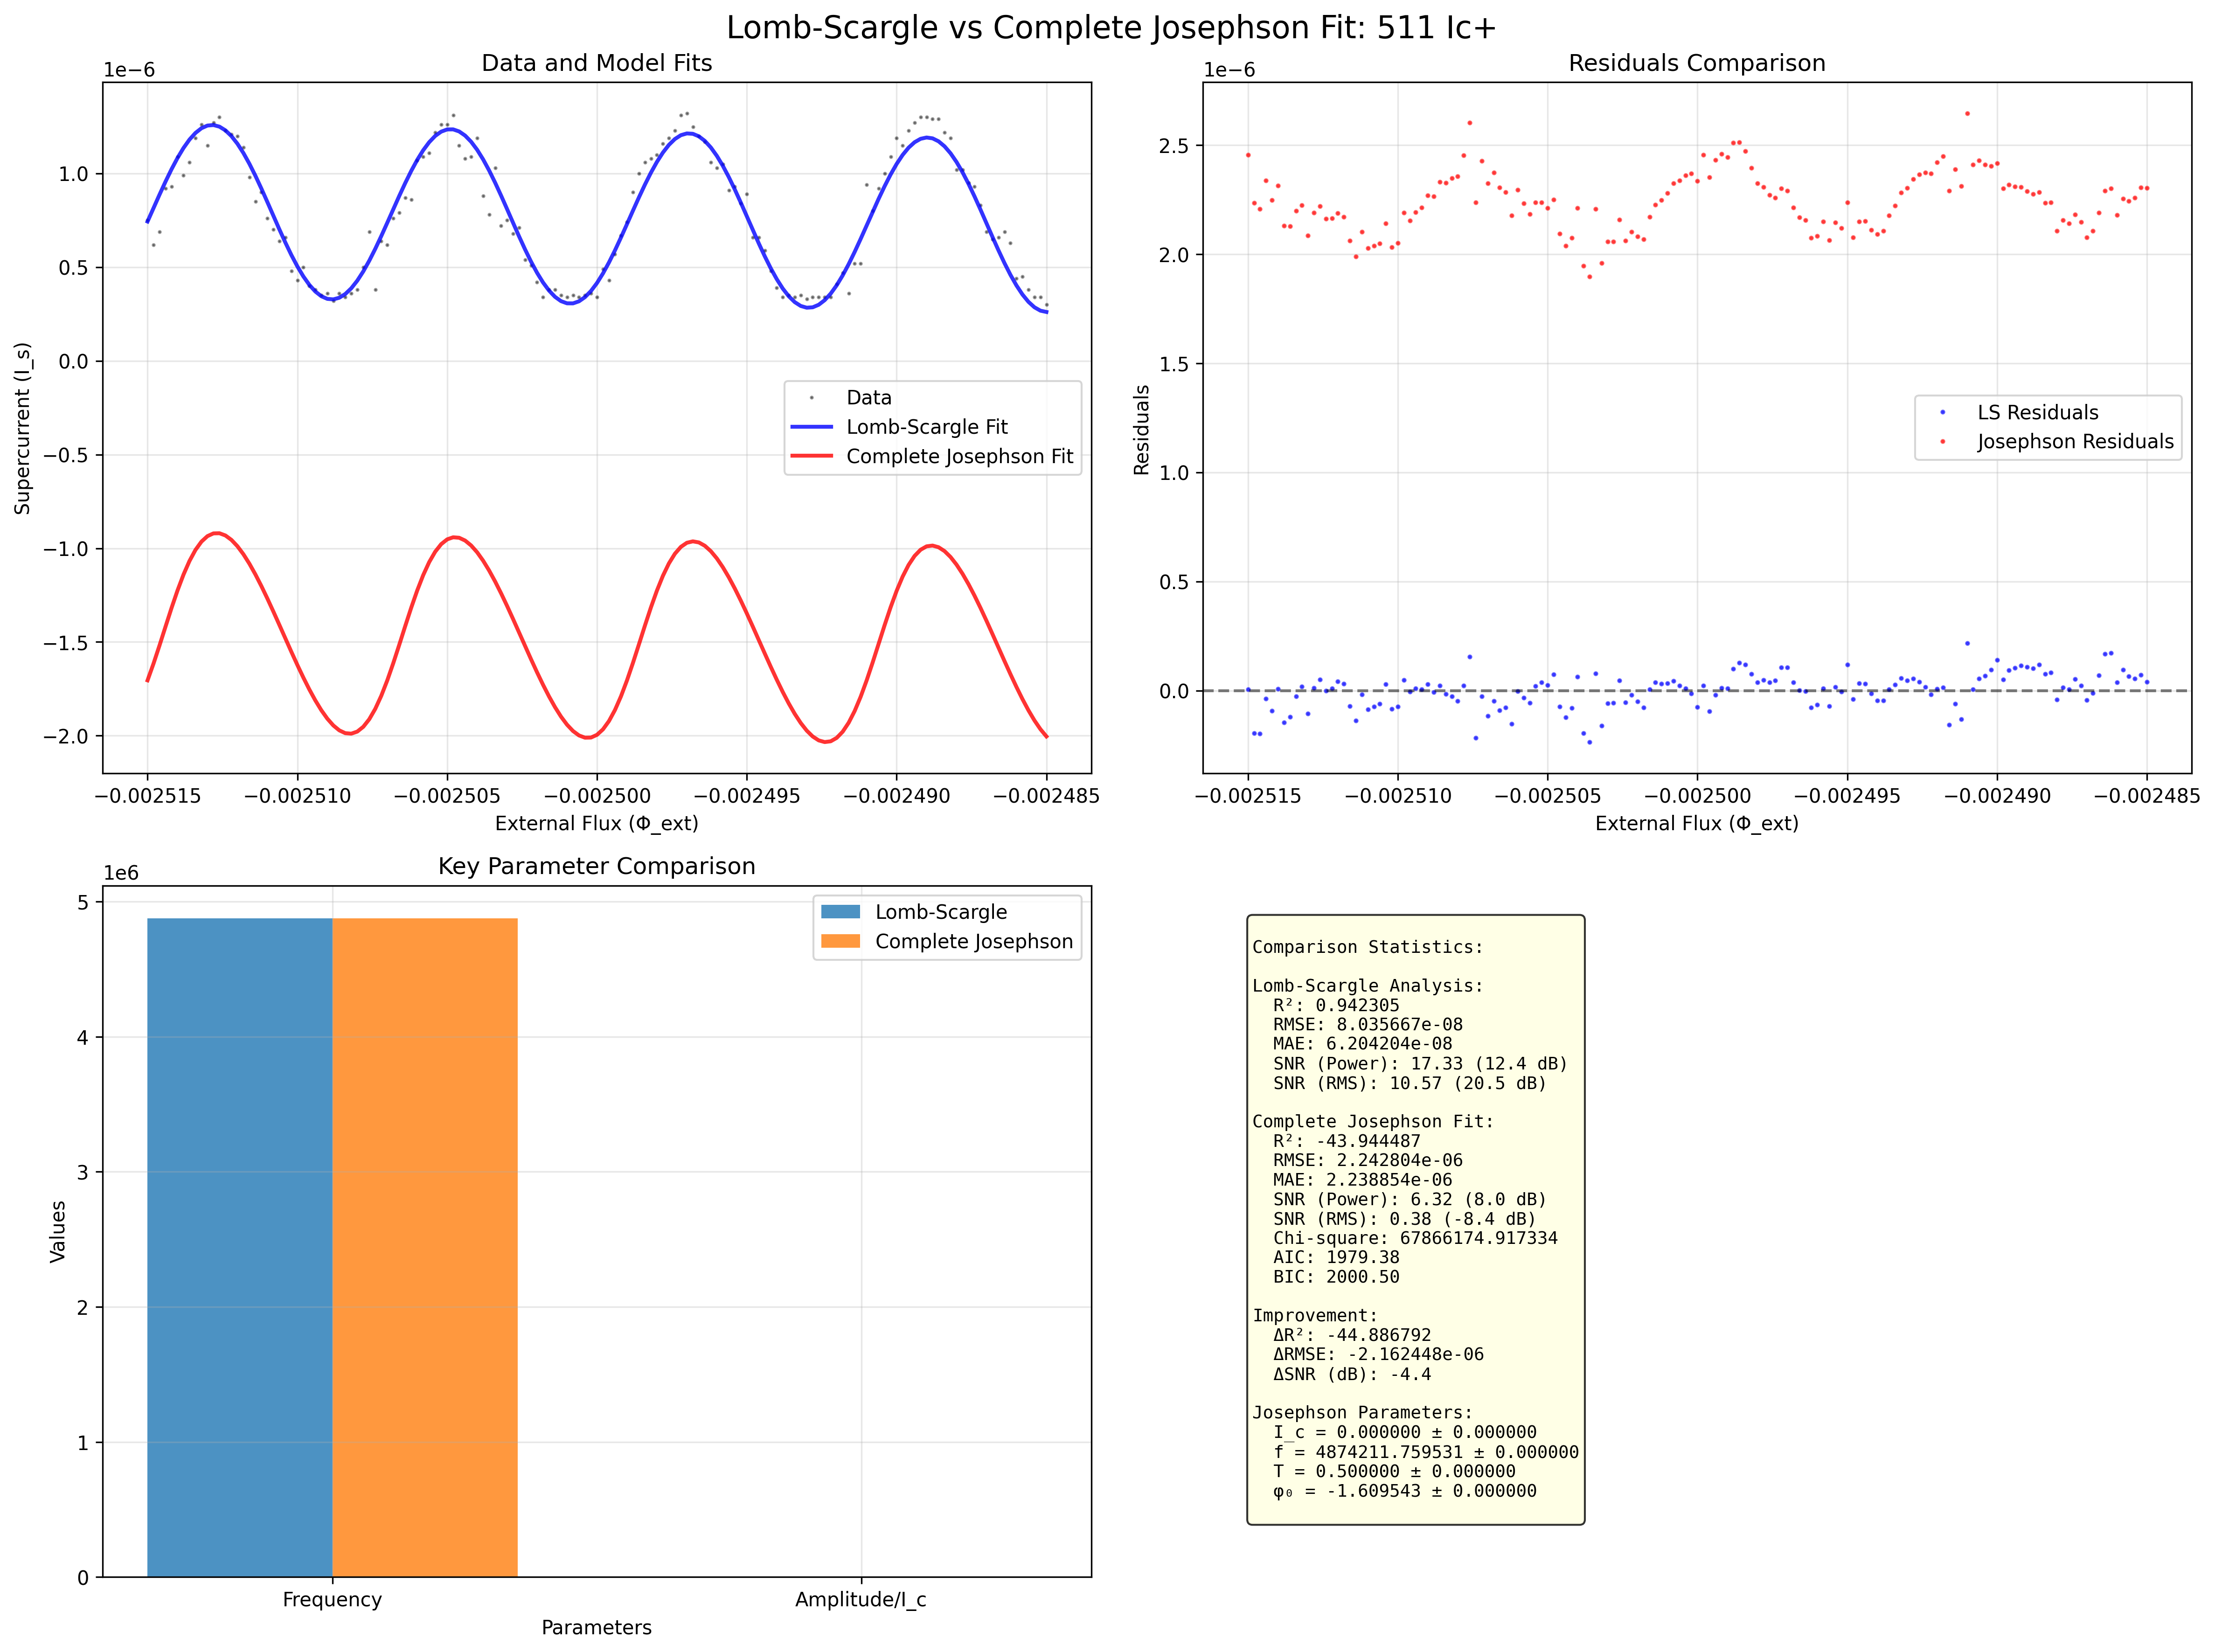 Lomb-Scargle vs Complete Josephson Fit: 511 Ic+
Data and Model Fits
1e−6
1.0
0.5
0.0
−0.5
−1.0
−1.5
−2.0
Supercurrent (I_s)
Data
Lomb-Scargle Fit
Complete Josephson Fit
−0.002515 −0.002510 −0.002505 −0.002500 −0.002495 −0.002490 −0.002485
External Flux (Φ_ext)
Residuals Comparison
1e−6
2.5
2.0
1.5
1.0
0.5
0.0
Residuals
LS Residuals
Josephson Residuals
−0.002515 −0.002510 −0.002505 −0.002500 −0.002495 −0.002490 −0.002485
External Flux (Φ_ext)
Key Parameter Comparison
1e6
5
4
3
2
1
0
Values
Lomb-Scargle
Complete Josephson
Frequency Amplitude/I_c
Parameters
Comparison Statistics:
Lomb-Scargle Analysis:
R²: 0.942305
RMSE: 8.035667e-08
MAE: 6.204204e-08
SNR (Power): 17.33 (12.4 dB)
SNR (RMS): 10.57 (20.5 dB)
Complete Josephson Fit:
R²: -43.944487
RMSE: 2.242804e-06
MAE: 2.238854e-06
SNR (Power): 6.32 (8.0 dB)
SNR (RMS): 0.38 (-8.4 dB)
Chi-square: 67866174.917334
AIC: 1979.38
BIC: 2000.50
Improvement:
ΔR²: -44.886792
ΔRMSE: -2.162448e-06
ΔSNR (dB): -4.4
Josephson Parameters:
I_c = 0.000000 ± 0.000000
f = 4874211.759531 ± 0.000000
T = 0.500000 ± 0.000000
φ₀ = -1.609543 ± 0.000000